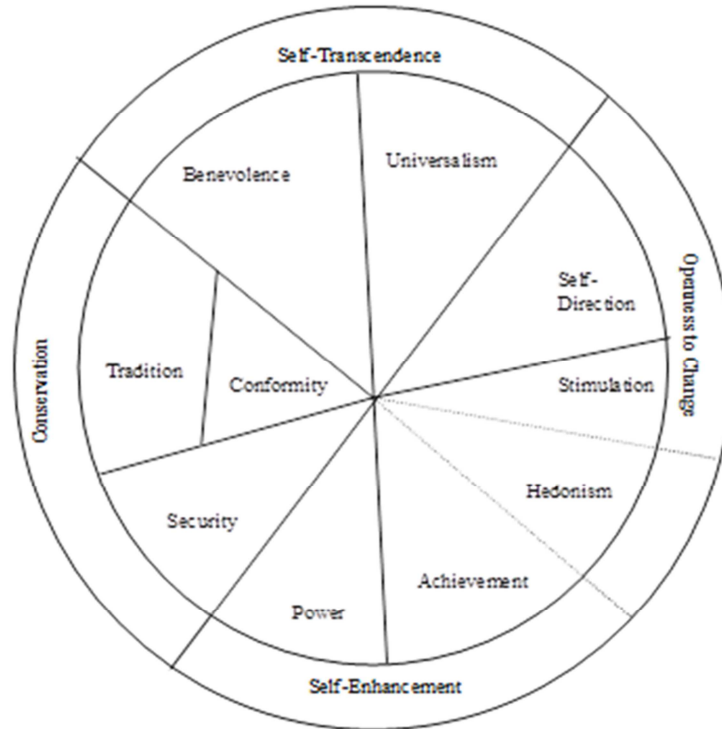 Self-Transcendence
Benevolence
Universalism
Self-
Direction
Openness to Change
Stimulation
Tradition
Conformity
Conservation
Hedonism
Security
Achievement
Power
Self-Enhancement